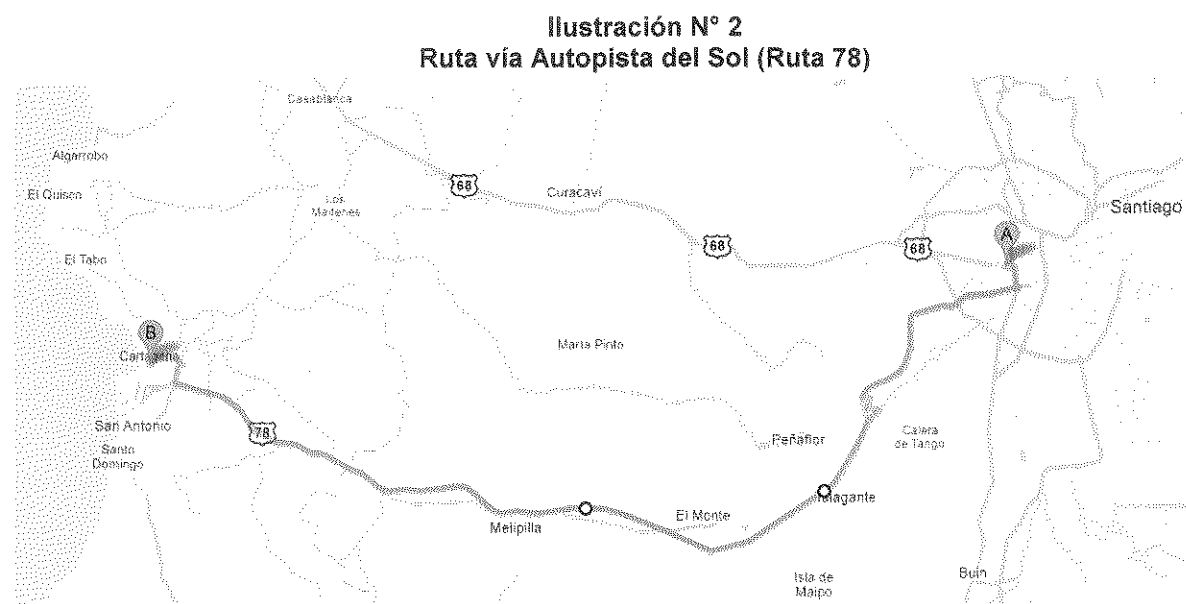 Ilustración N° 2
Ruta vía Autopista del Sol (Ruta 78)
Casablanca
Algarrobo
El Quisco
68
Curacaví
Los
Santiago
A
68
68
El Tabo
B
Cartagena
María Pinto
San Antonio
78
Peñaflor
Calera
de Tango
Santo
Domingo
Melipilla
El Monte
Isla de
Maipo
Buin